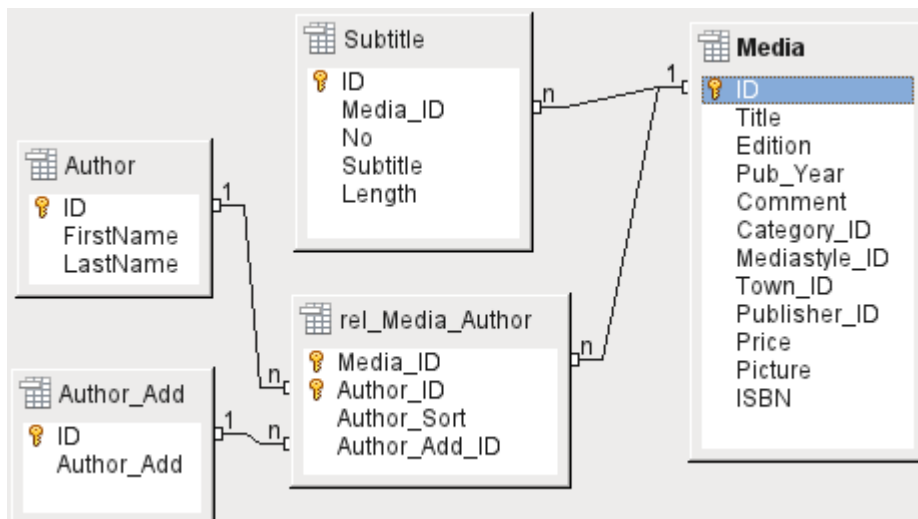 Subtitle
ID
Media_ID
No
Subtitle
Length
n
Media
1
ID
Title
Edition
Pub_Year
Comment
Category_ID
Mediastyle_ID
Town_ID
Publisher_ID
Price
Picture
ISBN
Author
1
ID
FirstName
LastName
rel_Media_Author
n
Media_ID
n
Author_ID
Author_Sort
n
Author_Add_ID
Author_Add
1
ID
Author_Add